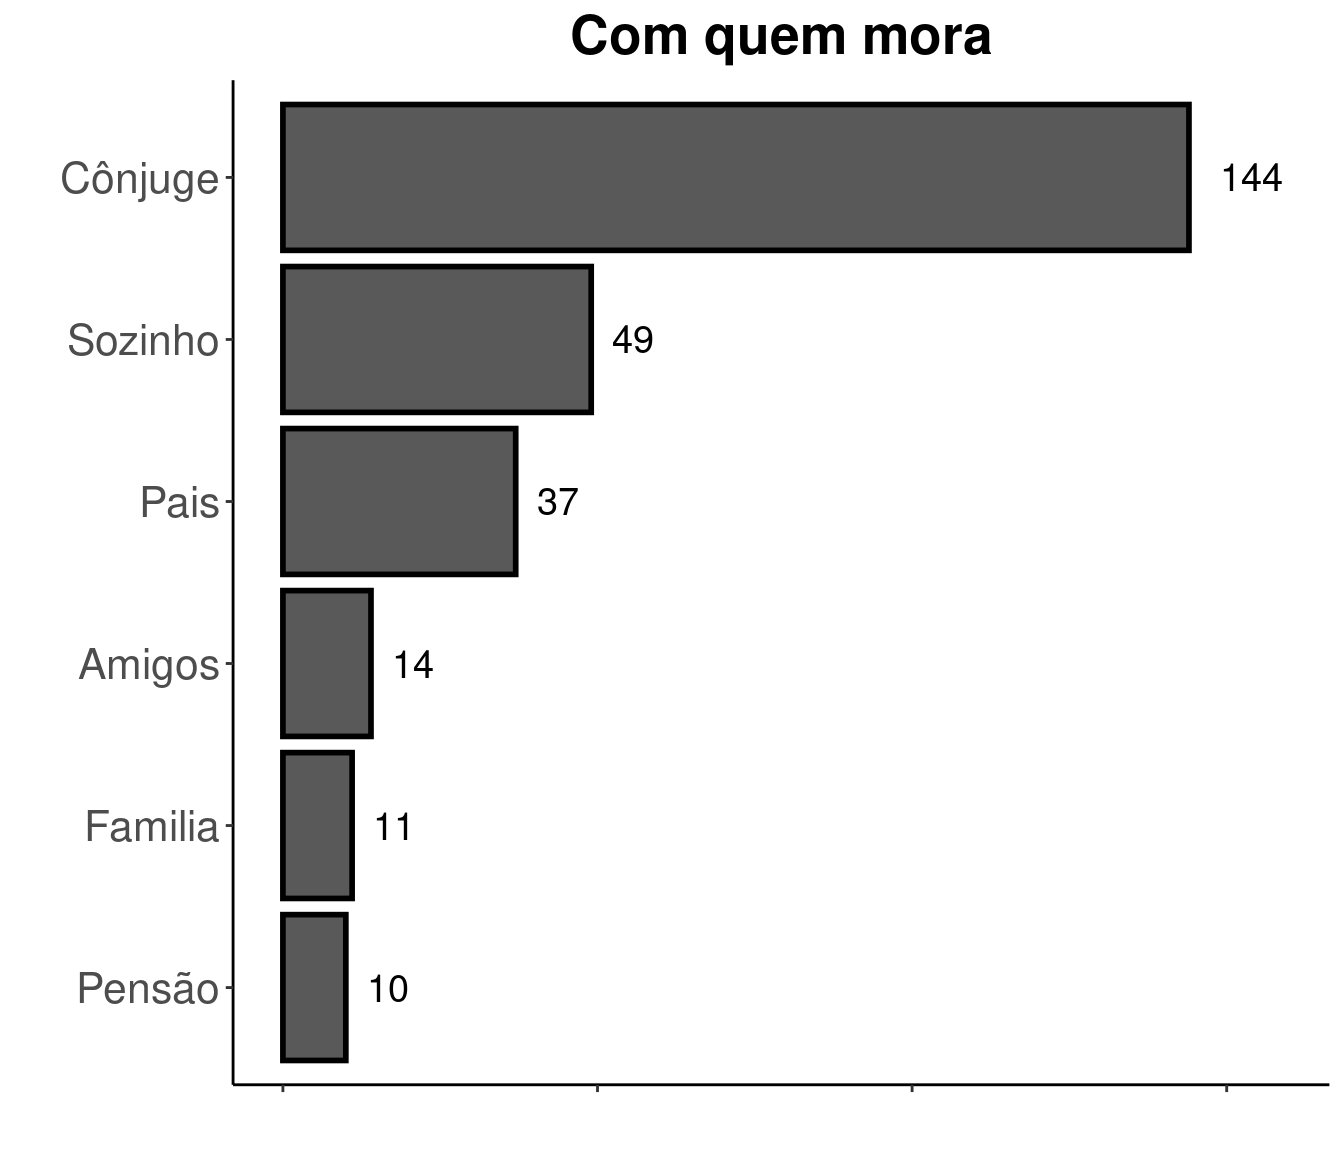 Com quem mora
Cônjuge 144
Sozinho 49
Pais 37
Amigos 14
Familia 11
Pensão 10